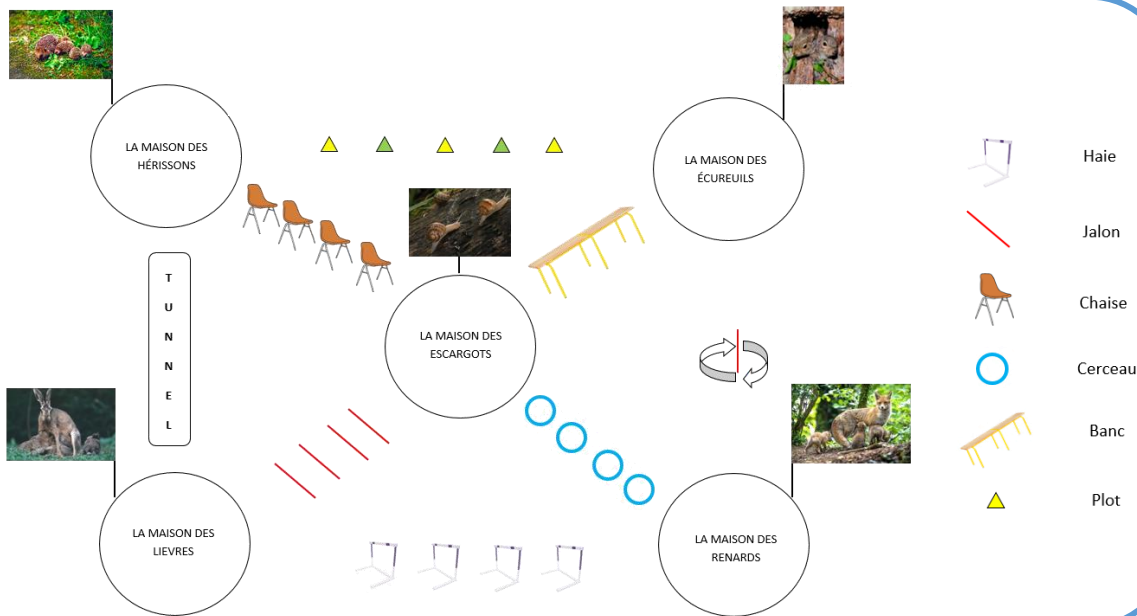 LA MAISON DES
HÉRISSONS
LA MAISON DES
ÉCUREUILS
T
U
N
N
E
L
LA MAISON DES
ESCARGOTS
LA MAISON DES
LIEVRES
LA MAISON DES
RENARDS
Haie
Jalon
Chaise
Cerceau
Banc
Plot